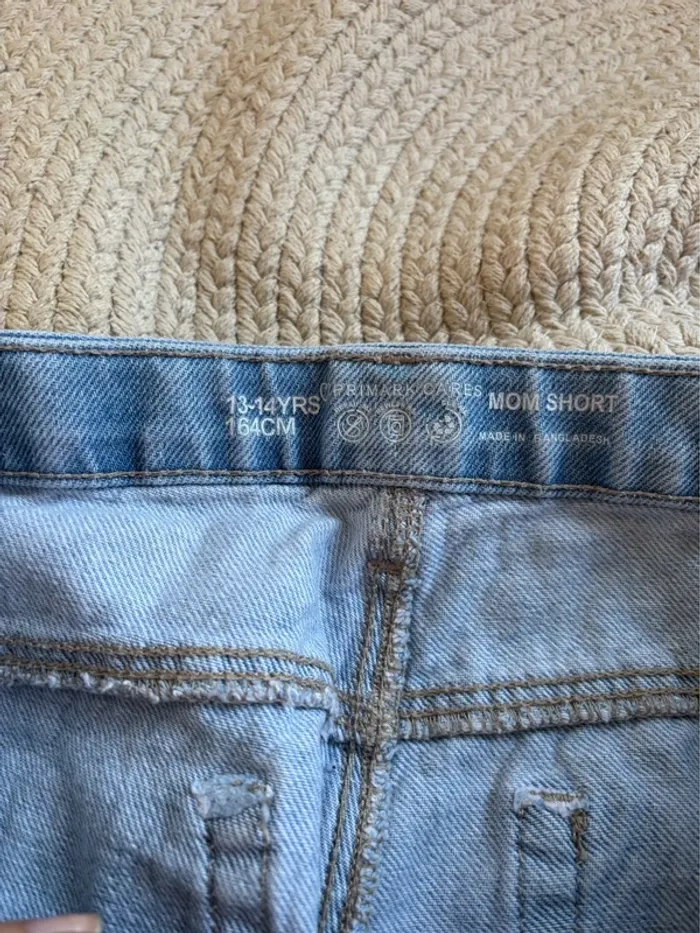 13-14YRS
164CM
PRIMARK CARES
MOM SHORT
MADE IN BANGLADESH